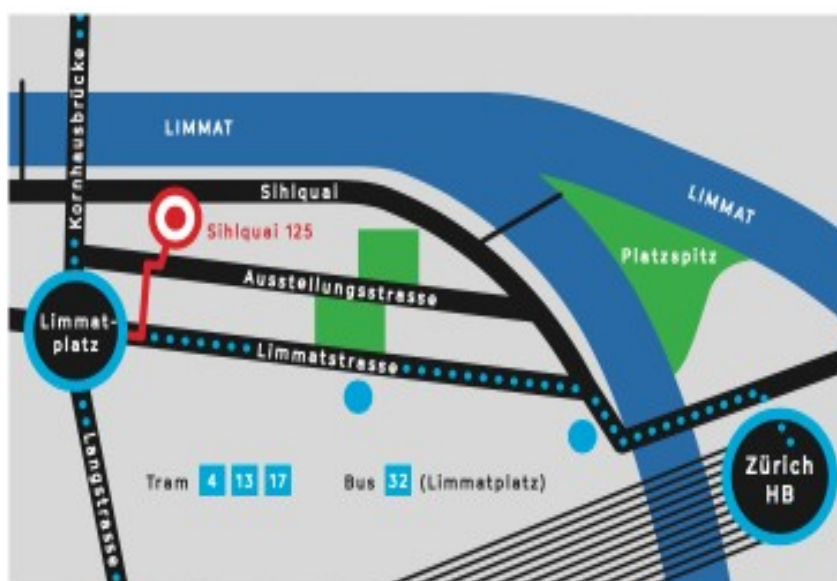 Kornhausbrücke
LIMMAT
Sihlquai
LIMMAT
Sihlquai 125
Platzspitz
Ausstellungsstrasse
Limmat-
platz
Limmatstrasse
Langstrasse
Tram 4 13 17 Bus 32 (Limmatplatz)
Zürich
HB